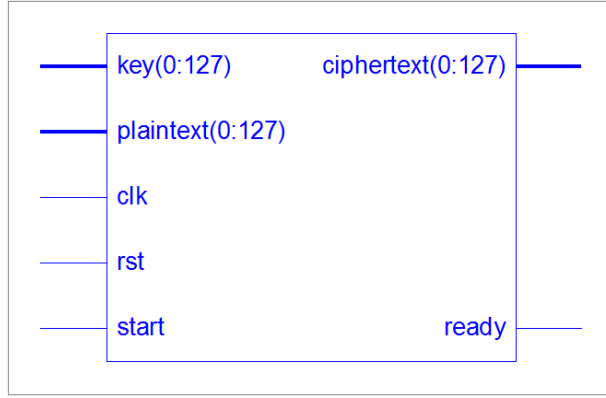 key(0:127) ciphertext(0:127)
plaintext(0:127)
clk
rst
start ready